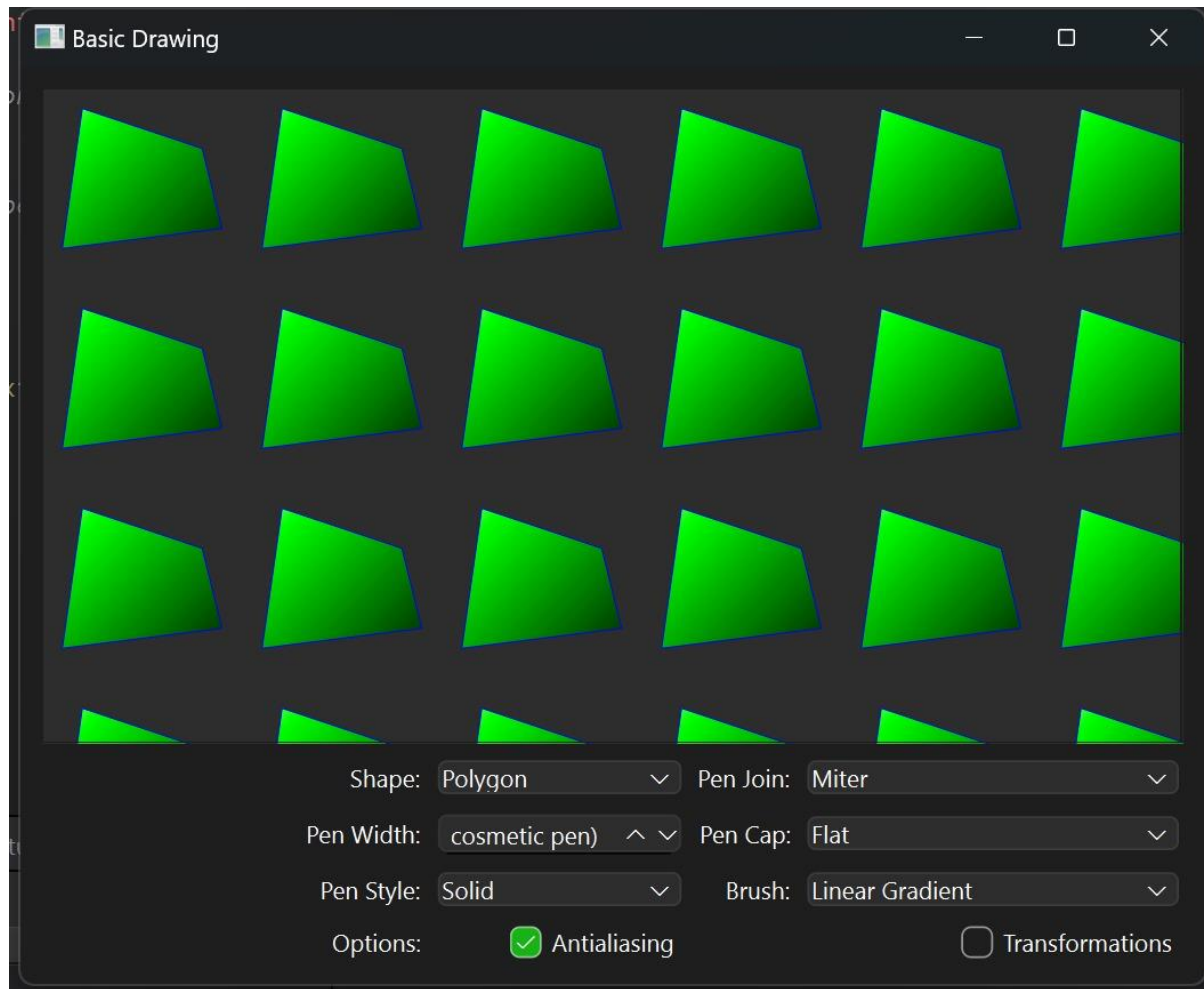 Basic Drawing
Shape: Polygon Pen Join: Miter
Pen Width: cosmetic pen) Pen Cap: Flat
Pen Style: Solid Brush: Linear Gradient
Options: Antialiasing Transformations